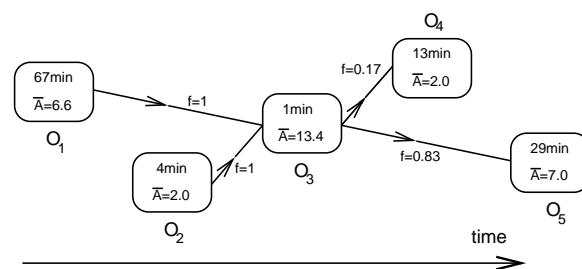 O₄
67min
A̅=6.6
O₁
f=1
4min
A̅=2.0
O₂
f=1
1min
A̅=13.4
O₃
f=0.17
13min
A̅=2.0
f=0.83
29min
A̅=7.0
O₅
time